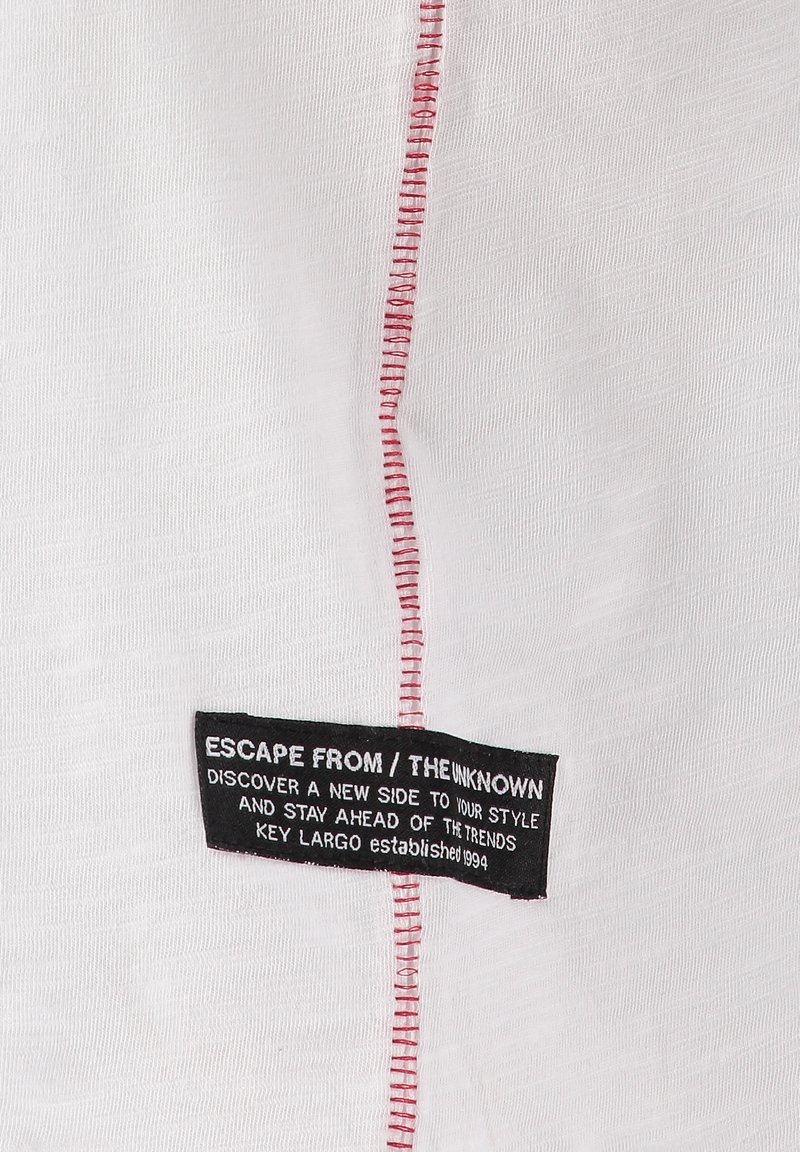 ESCAPE FROM / THE UNKNOWN
DISCOVER A NEW SIDE TO YOUR STYLE
AND STAY AHEAD OF THE TRENDS
KEY LARGO established 1994